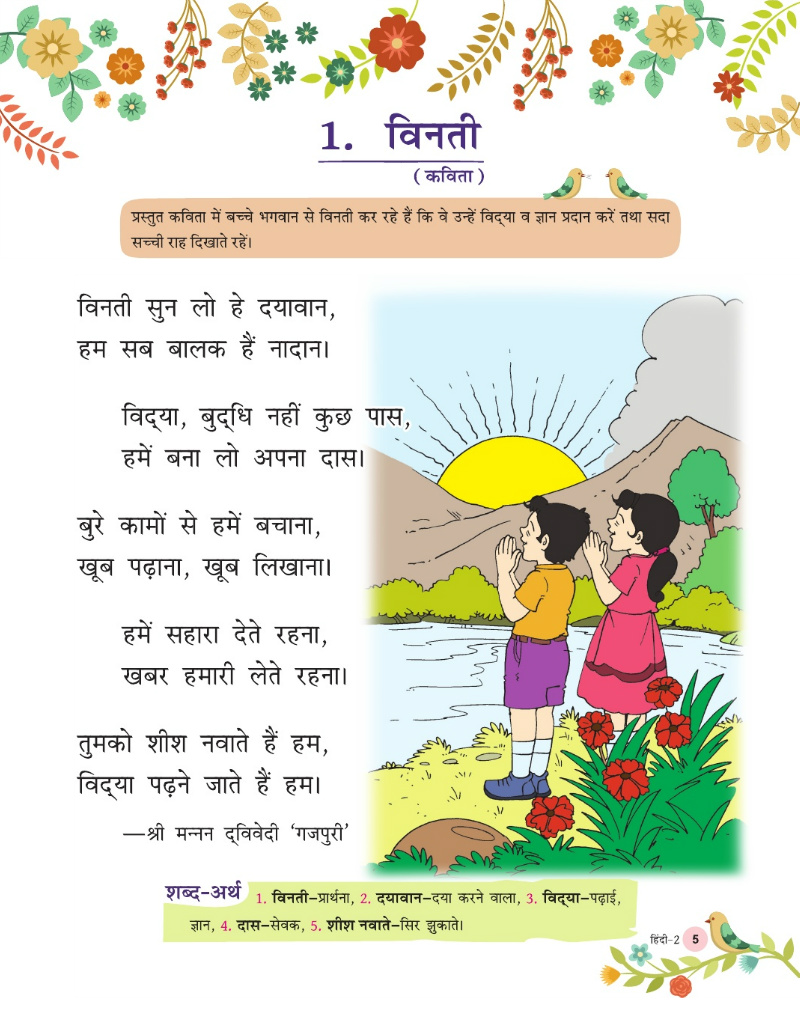 1. विनती
( कविता )
प्रस्तुत कविता में बच्चे भगवान से विनती कर रहे हैं कि वे उन्हें विद्‌या व ज्ञान प्रदान करें तथा सदा
सच्ची राह दिखाते रहें।
विनती सुन लो हे दयावान,
हम सब बालक हैं नादान।
विद्‌या, बुद्‌धि नहीं कुछ पास,
हमें बना लो अपना दास।
बुरे कामों से हमें बचाना,
खूब पढ़ाना, खूब लिखाना।
हमें सहारा देते रहना,
खबर हमारी लेते रहना।
तुमको शीश नवाते हैं हम,
विद्‌या पढ़ने जाते हैं हम।
—श्री मन्नन द्‌विवेदी ‘गजपुरी’
शब्द-अर्थ 1. विनती–प्रार्थना, 2. दयावान–दया करने वाला, 3. विद्‌या–पढ़ाई,
ज्ञान, 4. दास–सेवक, 5. शीश नवाते–सिर झुकाते।
हिंदी-2 5